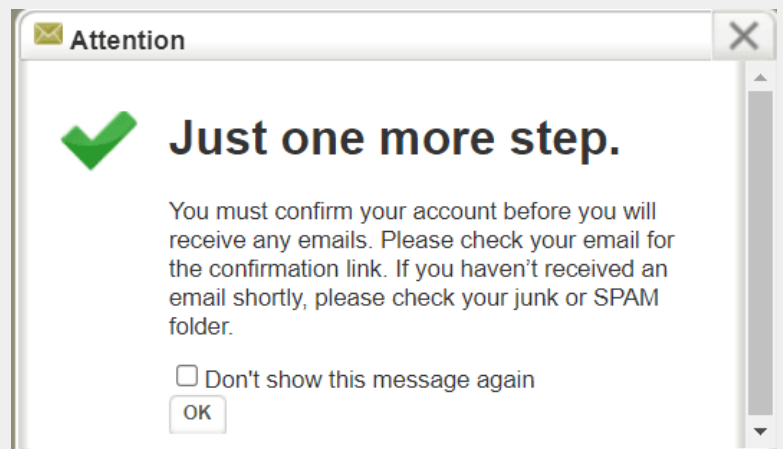 Attention
Just one more step.
You must confirm your account before you will
receive any emails. Please check your email for
the confirmation link. If you haven’t received an
email shortly, please check your junk or SPAM
folder.
Don't show this message again
OK